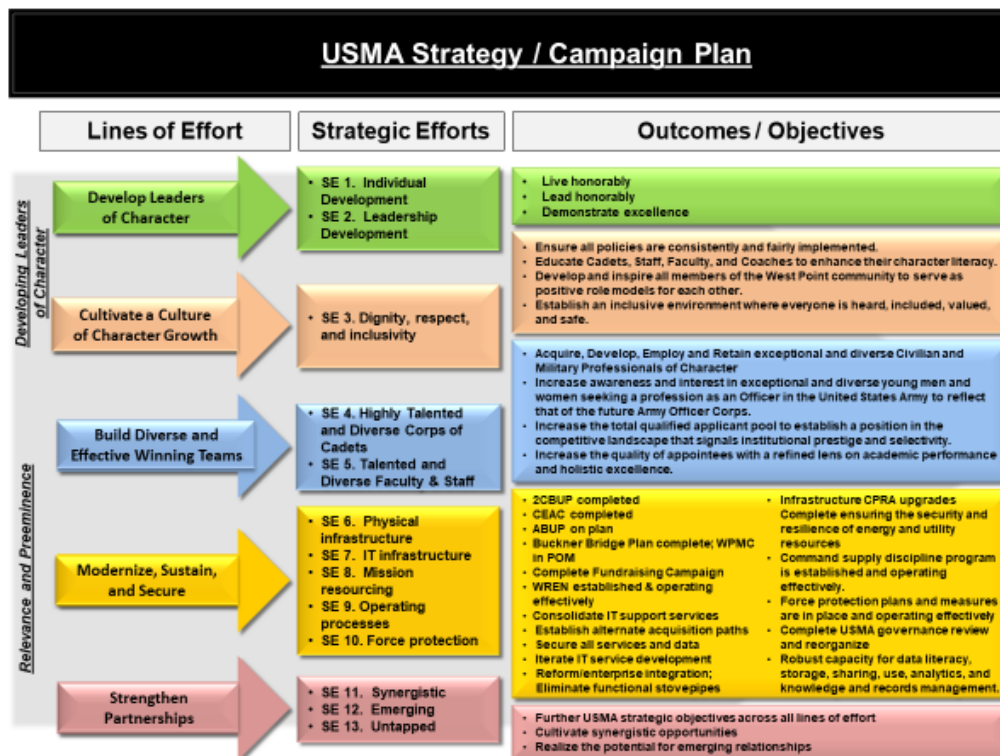 USMA Strategy / Campaign Plan
Lines of Effort
Strategic Efforts
Outcomes / Objectives
Developing Leaders
of Character
Develop Leaders
of Character
• SE 1. Individual
Development
• SE 2. Leadership
Development
• Live honorably
• Lead honorably
• Demonstrate excellence
Cultivate a Culture
of Character Growth
• SE 3. Dignity, respect,
and inclusivity
• Ensure all policies are consistently and fairly implemented.
• Educate Cadets, Staff, Faculty, and Coaches to enhance their character literacy.
• Develop and inspire all members of the West Point community to serve as
positive role models for each other.
• Establish an inclusive environment where everyone is heard, included, valued,
and safe.
Relevance and Preeminence
Build Diverse and
Effective Winning Teams
• SE 4. Highly Talented
and Diverse Corps of
Cadets
• SE 5. Talented and
Diverse Faculty & Staff
• Acquire, Develop, Employ and Retain exceptional and diverse Civilian and
Military Professionals of Character
• Increase awareness and interest in exceptional and diverse young men and
women seeking a profession as an Officer in the United States Army to reflect
that of the future Army Officer Corps.
• Increase the total qualified applicant pool to establish a position in the
competitive landscape that signals institutional prestige and selectivity.
• Increase the quality of appointees with a refined lens on academic performance
and holistic excellence.
Modernize, Sustain,
and Secure
• SE 6. Physical
infrastructure
• SE 7. IT infrastructure
• SE 8. Mission
resourcing
• SE 9. Operating
processes
• SE 10. Force protection
• 2CBUP completed
• CEAC completed
• ABUP on plan
• Buckner Bridge Plan complete; WPMC
in POM
• Complete Fundraising Campaign
• WREN established & operating
effectively
• Consolidate IT support services
• Establish alternate acquisition paths
• Secure all services and data
• Iterate IT service development
• Reform/enterprise integration;
Eliminate functional stovepipes
• Infrastructure CPRA upgrades
Complete ensuring the security and
resilience of energy and utility
resources
• Command supply discipline program
is established and operating
effectively.
• Force protection plans and measures
are in place and operating effectively
• Complete USMA governance review
and reorganize
• Robust capacity for data literacy,
storage, sharing, use, analytics, and
knowledge and records management.
Strengthen
Partnerships
• SE 11. Synergistic
• SE 12. Emerging
• SE 13. Untapped
• Further USMA strategic objectives across all lines of effort
• Cultivate synergistic opportunities
• Realize the potential for emerging relationships